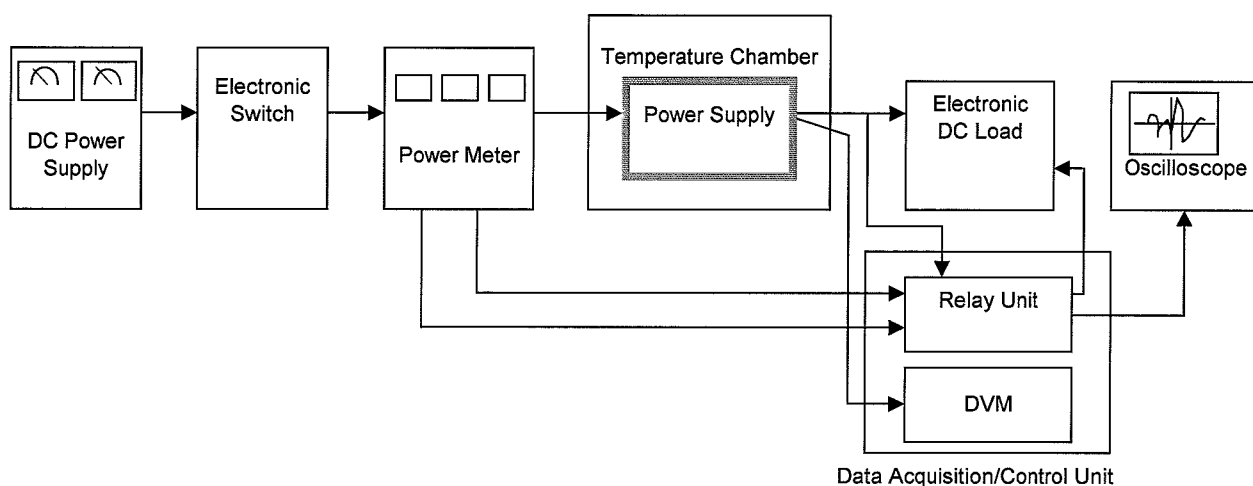 DC Power
Supply
Electronic
Switch
Power Meter
Temperature Chamber
Power Supply
Electronic
DC Load
Oscilloscope
Relay Unit
DVM
Data Acquisition/Control Unit